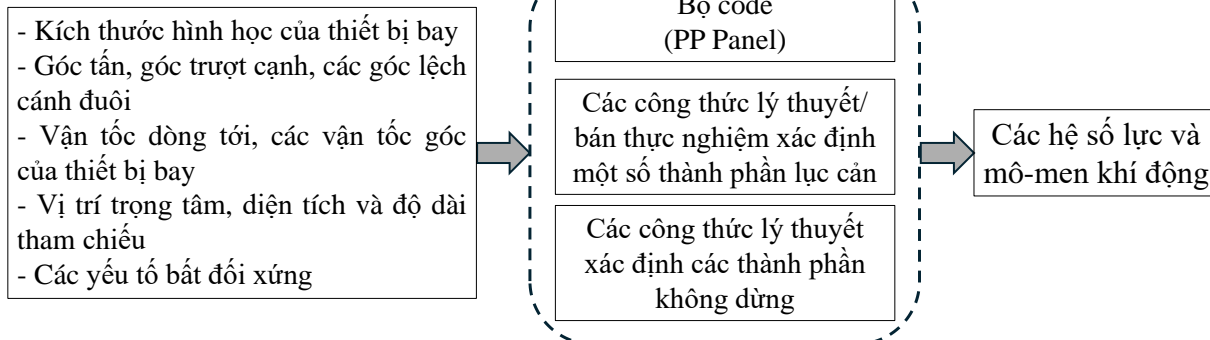 - Kích thước hình học của thiết bị bay
- Góc tấn, góc trượt cạnh, các góc lệch
cánh đuôi
- Vận tốc dòng tới, các vận tốc góc
của thiết bị bay
- Vị trí trọng tâm, diện tích và độ dài
tham chiếu
- Các yếu tố bất đối xứng
Bộ code
(PP Panel)
Các công thức lý thuyết/
bán thực nghiệm xác định
một số thành phần lục cản
Các công thức lý thuyết
xác định các thành phần
không dừng
Các hệ số lực và
mô-men khí động